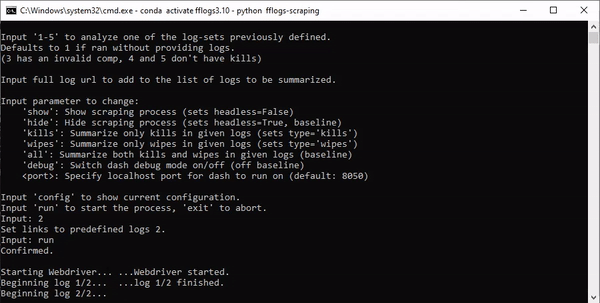 C:\Windows\system32\cmd.exe - conda activate fflogs3.10 - python fflogs-scraping
Input '1-5' to analyze one of the log-sets previously defined.
Defaults to 1 if ran without providing logs.
(3 has an invalid comp, 4 and 5 don't have kills)
Input full log url to add to the list of logs to be summarized.
Input parameter to change:
'show': Show scraping process (sets headless=False)
'hide': Hide scraping process (sets headless=True, baseline)
'kills': Summarize only kills in given logs (sets type='kills')
'wipes': Summarize only wipes in given logs (sets type='wipes')
'all': Summarize both kills and wipes in given logs (baseline)
'debug': Switch dash debug mode on/off (off baseline)
<port>: Specify localhost port for dash to run on (default: 8050)
Input 'config' to show current configuration.
Input 'run' to start the process, 'exit' to abort.
Input: 2
Set links to predefined logs 2.
Input: run
Confirmed.
Starting Webdriver... ...Webdriver started.
Beginning log 1/2... ...log 1/2 finished.
Beginning log 2/2...